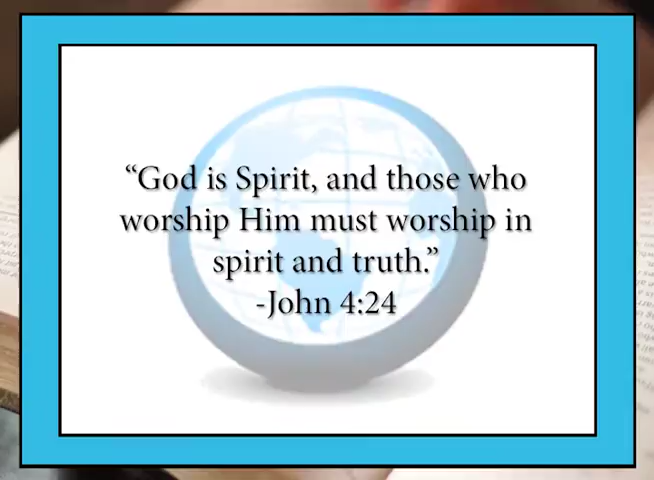 “God is Spirit, and those who
worship Him must worship in
spirit and truth.”
-John 4:24